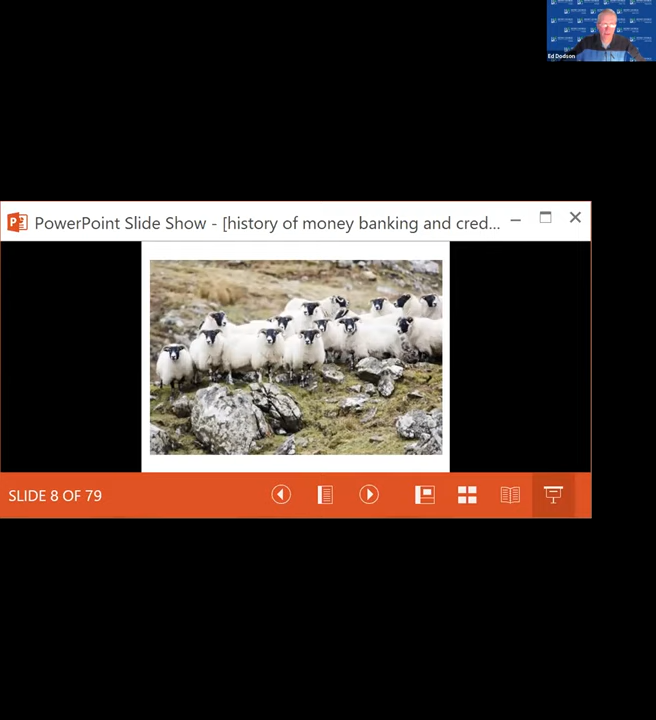 Ed Dodson
PowerPoint Slide Show - [history of money banking and cred...
SLIDE 8 OF 79